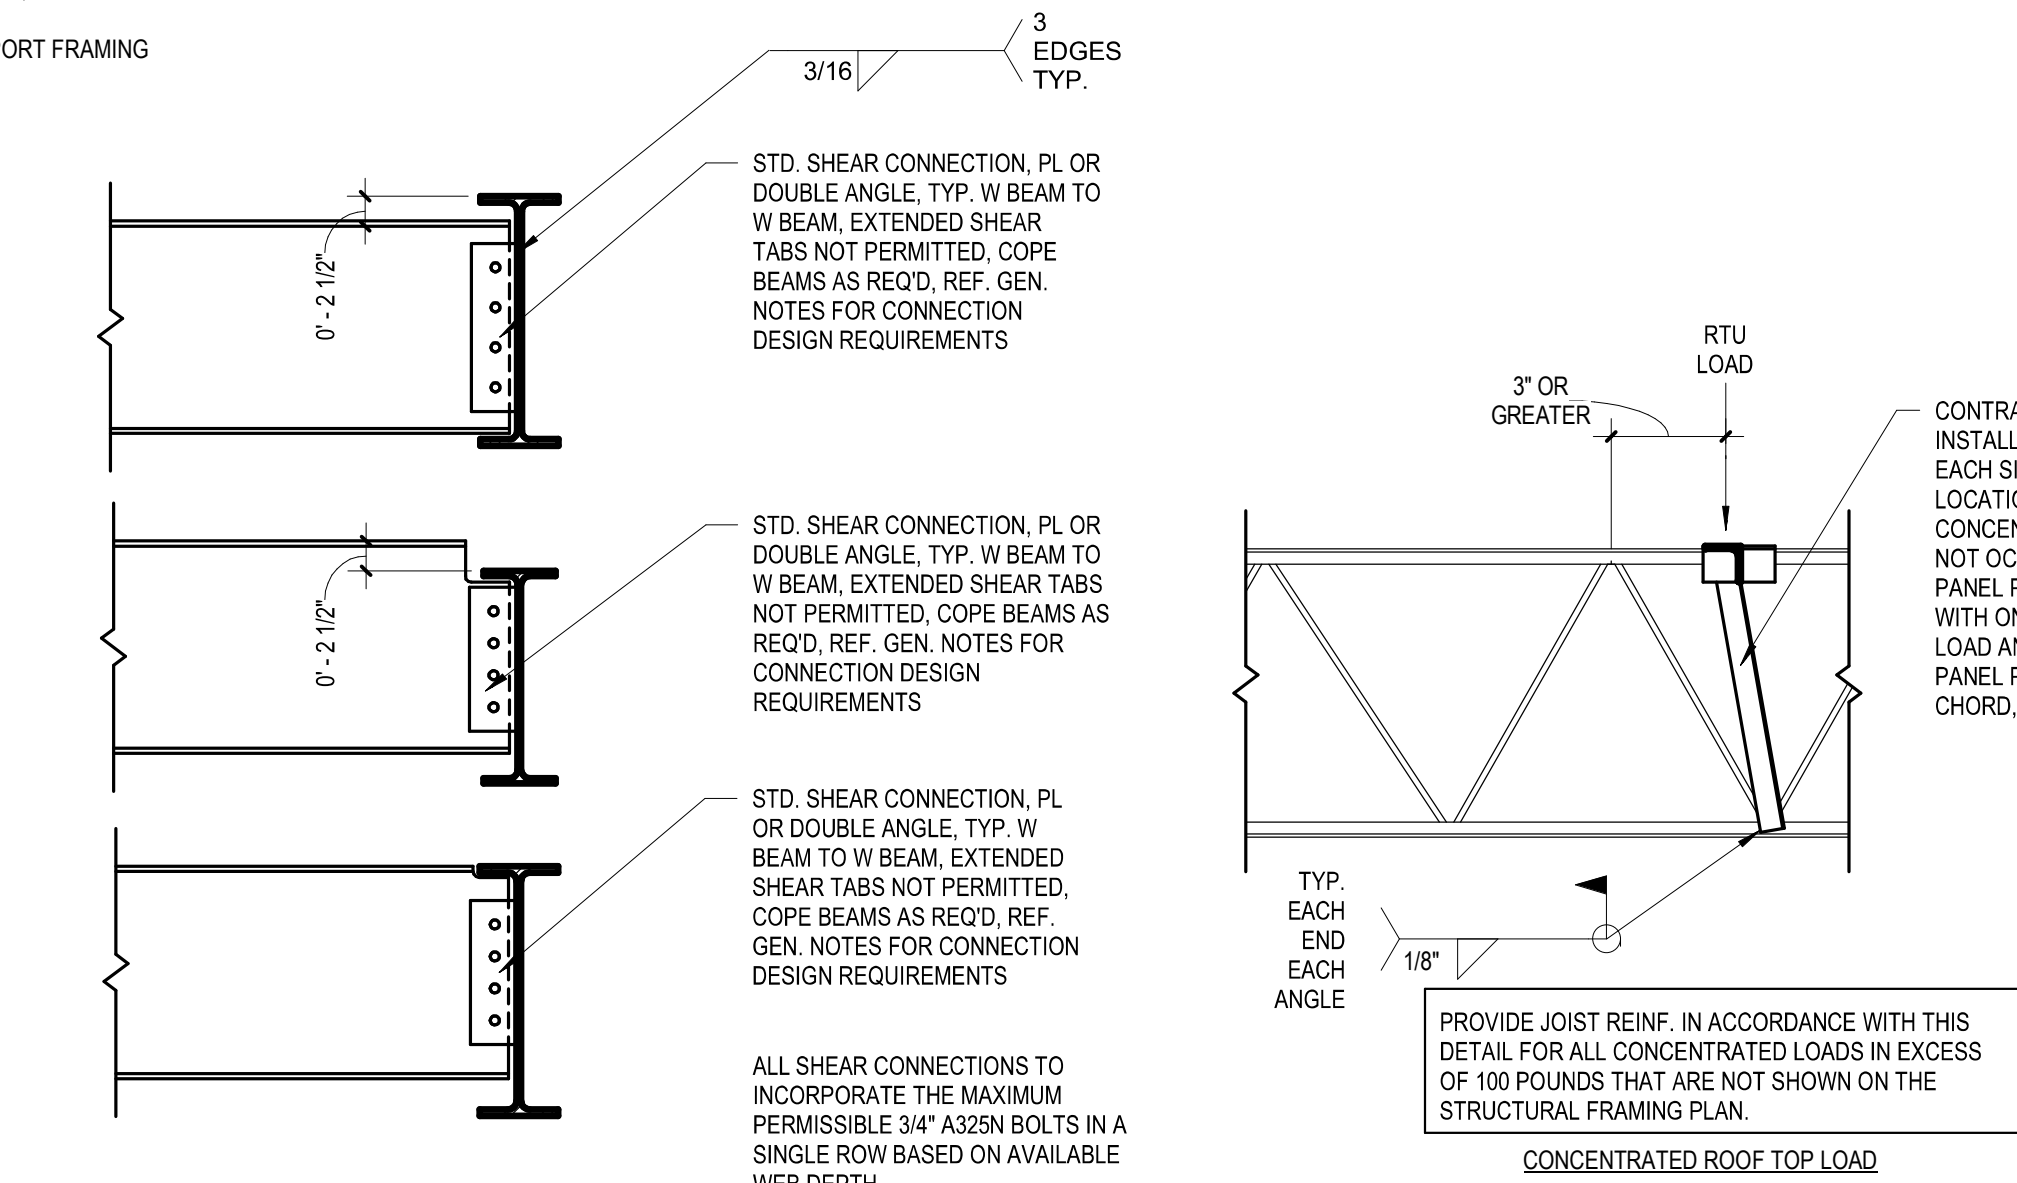 ORT FRAMING
3
EDGES
TYP.
3/16
STD. SHEAR CONNECTION, PL OR
DOUBLE ANGLE, TYP. W BEAM TO
W BEAM, EXTENDED SHEAR
TABS NOT PERMITTED, COPE
BEAMS AS REQ'D, REF. GEN.
NOTES FOR CONNECTION
DESIGN REQUIREMENTS
0' - 2 1/2"
STD. SHEAR CONNECTION, PL OR
DOUBLE ANGLE, TYP. W BEAM TO
W BEAM, EXTENDED SHEAR TABS
NOT PERMITTED, COPE BEAMS AS
REQ'D, REF. GEN. NOTES FOR
CONNECTION DESIGN
REQUIREMENTS
0' - 2 1/2"
STD. SHEAR CONNECTION, PL
OR DOUBLE ANGLE, TYP. W
BEAM TO W BEAM, EXTENDED
SHEAR TABS NOT PERMITTED,
COPE BEAMS AS REQ'D, REF.
GEN. NOTES FOR CONNECTION
DESIGN REQUIREMENTS
ALL SHEAR CONNECTIONS TO
INCORPORATE THE MAXIMUM
PERMISSIBLE 3/4" A325N BOLTS IN A
SINGLE ROW BASED ON AVAILABLE
WEB DEPTH
RTU
LOAD
3" OR
GREATER
CONTRA
INSTALL
EACH SI
LOCATIO
CONCEN
NOT OC
PANEL P
WITH ON
LOAD AN
PANEL P
CHORD,
TYP.
EACH
END
EACH
ANGLE
1/8"
PROVIDE JOIST REINF. IN ACCORDANCE WITH THIS
DETAIL FOR ALL CONCENTRATED LOADS IN EXCESS
OF 100 POUNDS THAT ARE NOT SHOWN ON THE
STRUCTURAL FRAMING PLAN.
CONCENTRATED ROOF TOP LOAD